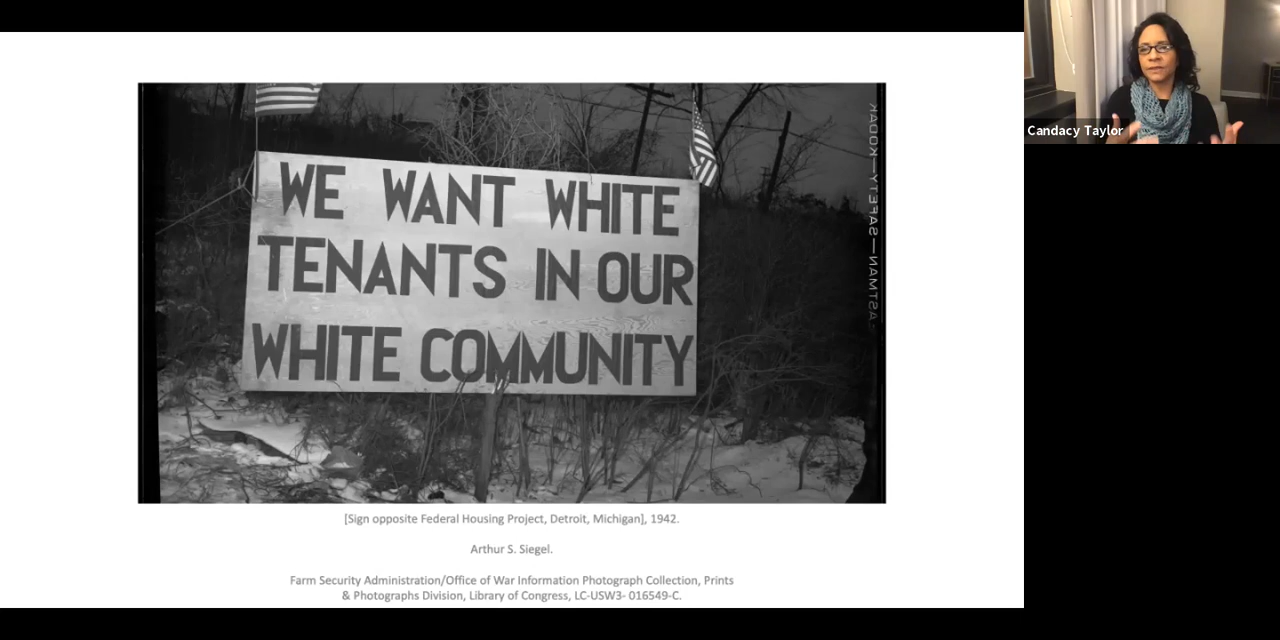 WE WANT WHITE
TENANTS IN OUR
WHITE COMMUNITY
[Sign opposite Federal Housing Project, Detroit, Michigan], 1942.
Arthur S. Siegel.
Farm Security Administration/Office of War Information Photograph Collection, Prints
& Photographs Division, Library of Congress, LC-USW3- 016549-C.
Candacy Taylor